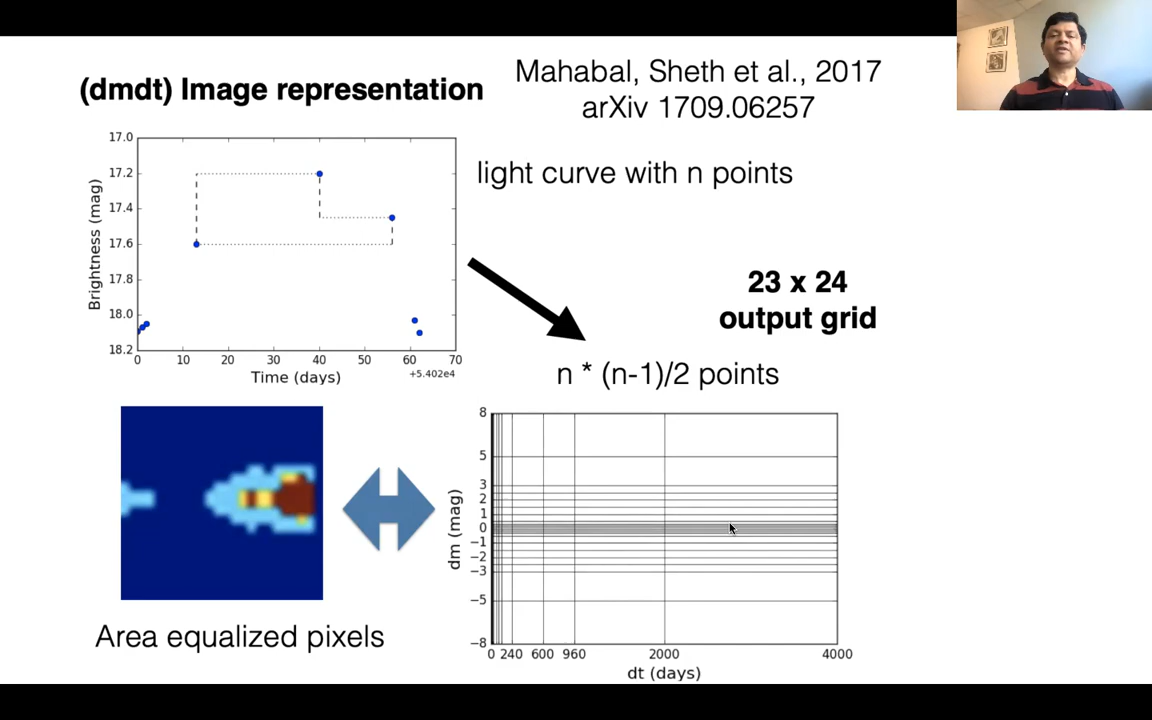 (dmdt) Image representation
Mahabal, Sheth et al., 2017
arXiv 1709.06257
light curve with n points
Brightness (mag)
17.0
17.2
17.4
17.6
17.8
18.0
18.2
0 10 20 30 40 50 60 70
+5.402e4
Time (days)
23 x 24
output grid
n * (n-1)/2 points
Area equalized pixels
dm (mag)
8
5
3
2
1
0
−1
−2
−3
−5
−8
0 240 600 960 2000 4000
dt (days)